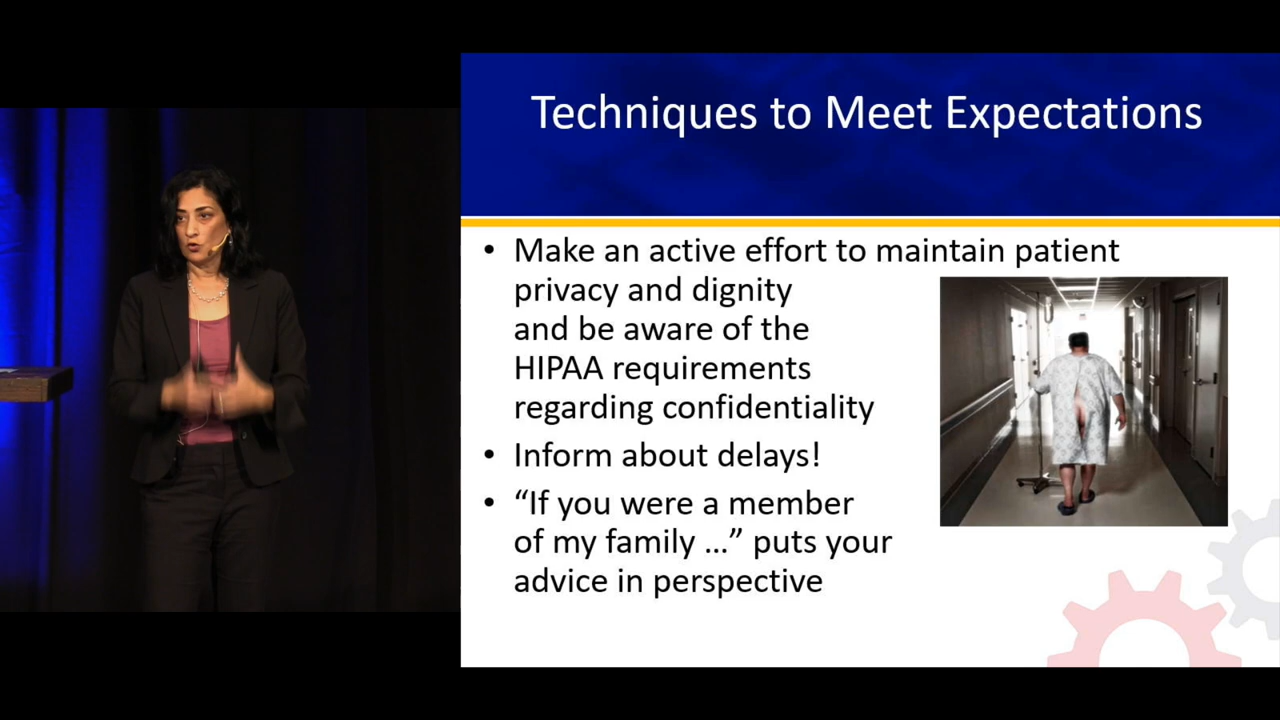 Techniques to Meet Expectations
• Make an active effort to maintain patient
privacy and dignity
and be aware of the
HIPAA requirements
regarding confidentiality
• Inform about delays!
• “If you were a member
of my family …” puts your
advice in perspective